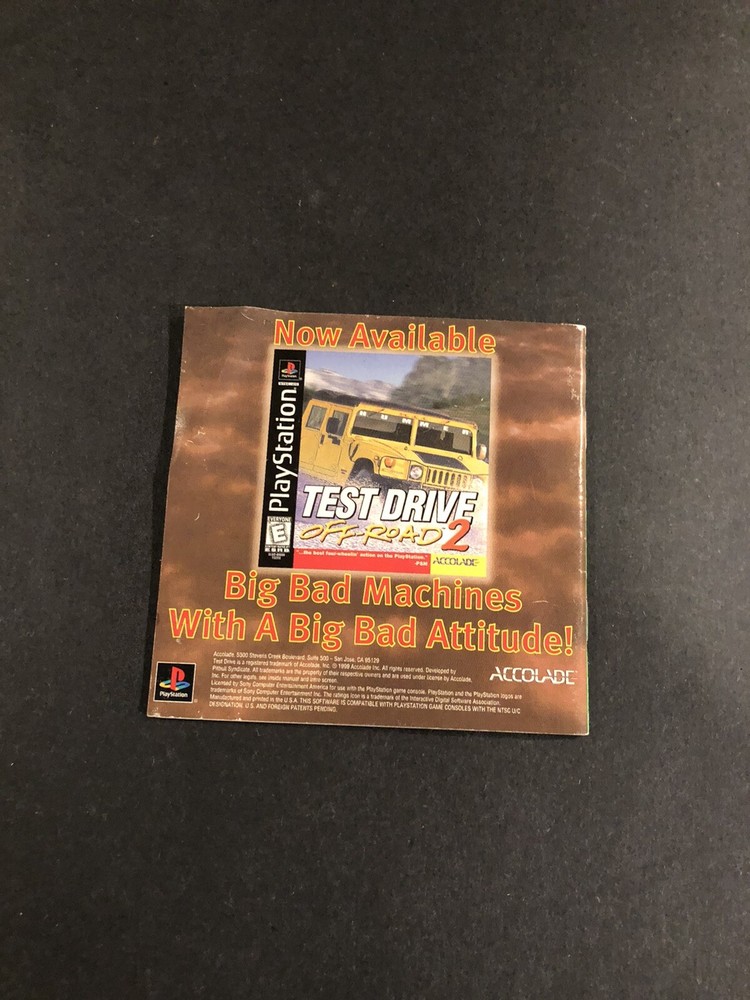 Now Available
PlayStation
PlayStation
HUMMER
TEST DRIVE
OFF-ROAD 2
EVERYONE
E
ESRB
"...the best four-wheelin' action on the PlayStation."
-PSM
ACCOLADE
Big Bad Machines
With A Big Bad Attitude!
Accolade, 5300 Stevens Creek Boulevard, Suite 500 – San Jose, CA 95129
Test Drive is a registered trademark of Accolade, Inc. © 1998 Accolade Inc. All rights reserved. Developed by
Pitbull Syndicate. All trademarks are the property of their respective owners and are used under license by Accolade,
Inc. For other legals, see inside manual and intro screen.
Licensed by Sony Computer Entertainment America for use with the PlayStation game console. PlayStation and the PlayStation logos are
trademarks of Sony Computer Entertainment Inc. The ratings icon is a trademark of the Interactive Digital Software Association.
Manufactured and printed in the U.S.A. THIS SOFTWARE IS COMPATIBLE WITH PLAYSTATION GAME CONSOLES WITH THE NTSC U/C
DESIGNATION. U.S. AND FOREIGN PATENTS PENDING.
ACCOLADE
PlayStation